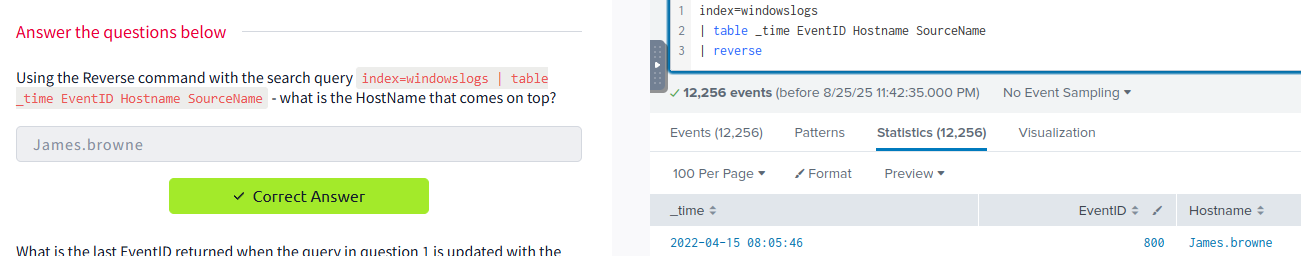 Answer the questions below
Using the Reverse command with the search query index=windowslogs | table
_time EventID Hostname SourceName - what is the HostName that comes on top?
James.browne
✓ Correct Answer
What is the last EventID returned when the query in question 1 is updated with the
1 index=windowslogs
2 | table _time EventID Hostname SourceName
3 | reverse
✓ 12,256 events (before 8/25/25 11:42:35.000 PM) No Event Sampling
Events (12,256) Patterns Statistics (12,256) Visualization
100 Per Page Format Preview
_time EventID Hostname
2022-04-15 08:05:46 800 James.browne